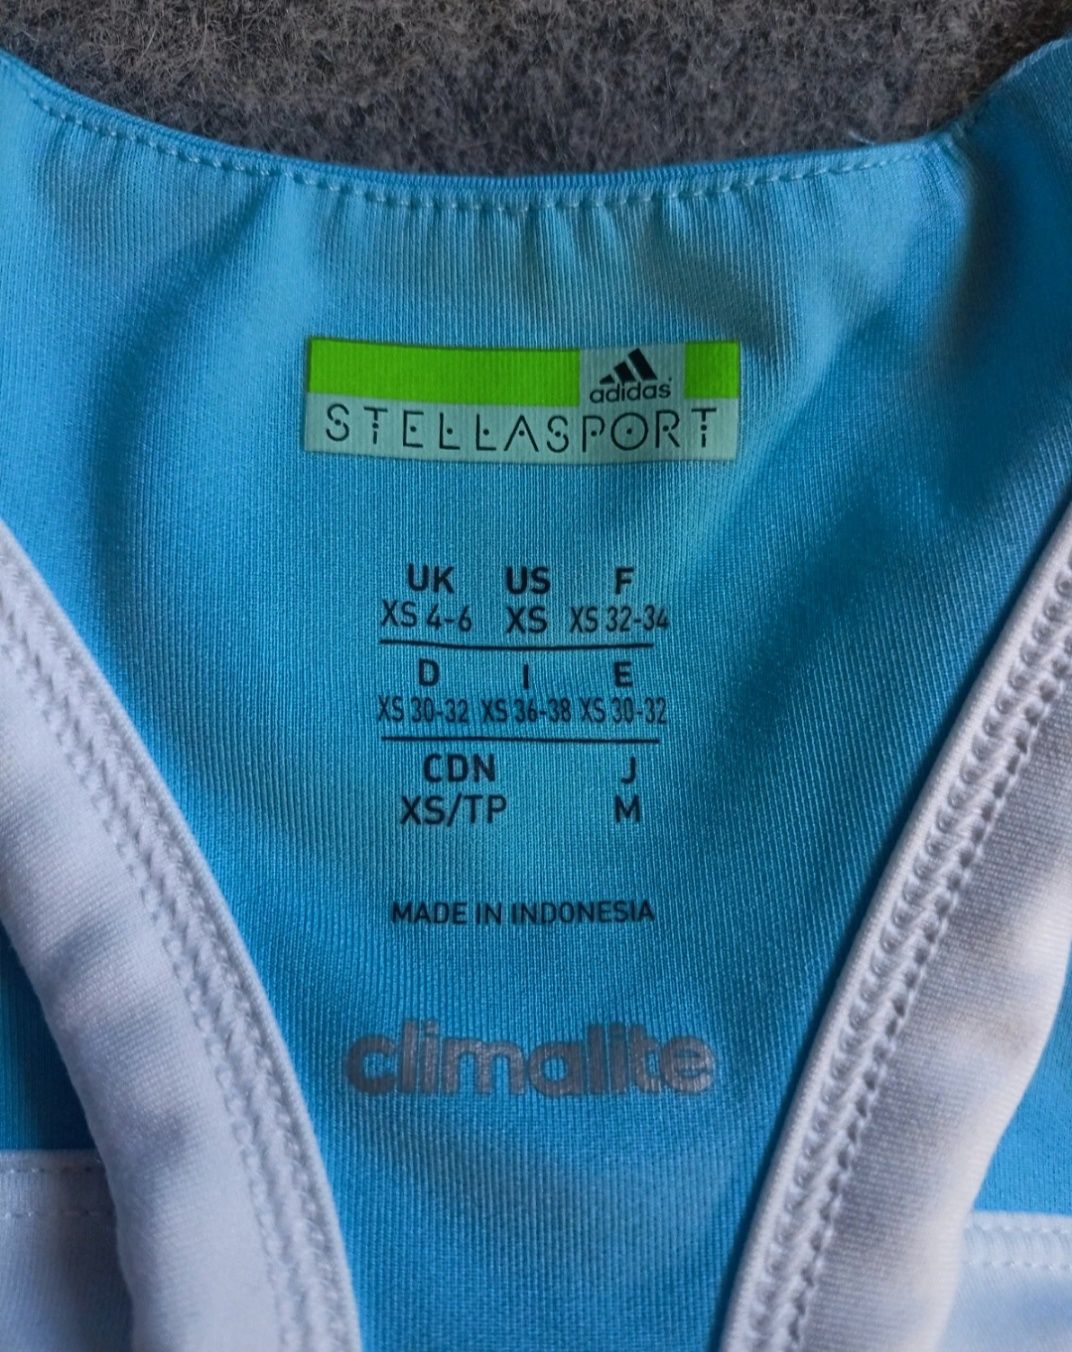 adidas
STELLASPORT
UK US F
XS 4-6 XS XS 32-34
D I E
XS 30-32 XS 36-38 XS 30-32
CDN J
XS/TP M
MADE IN INDONESIA
climalite